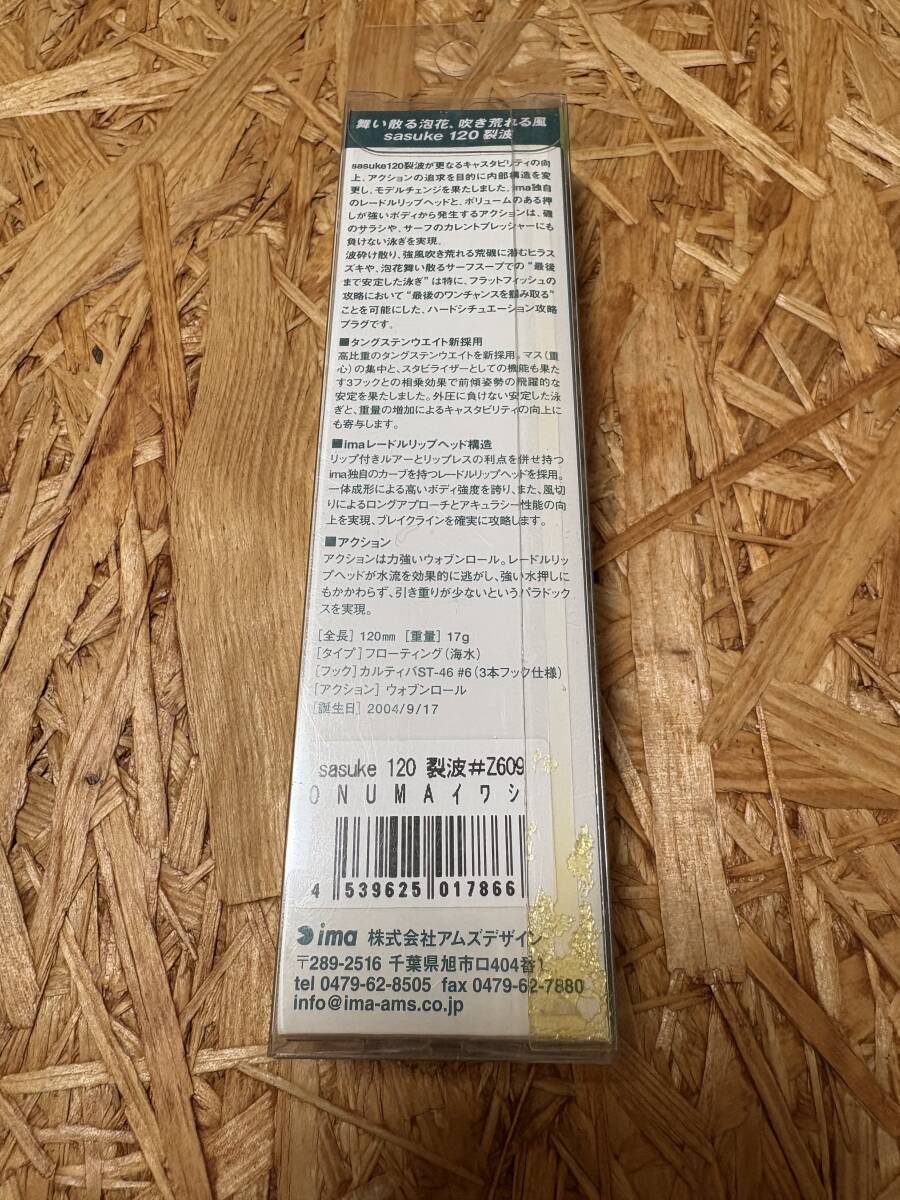 舞い散る泡花、吹き荒れる風
sasuke 120 裂波
sasuke120裂波が更なるキャスタビリティの向
上、アクションの追求を目的に内部構造を変
更し、モデルチェンジを果たしました。ima独自
のレードルリップヘッドと、ボリュームのある押
しが強いボディから発生するアクションは、磯
のサラシや、サーフのカレントプレッシャーにも
負けない泳ぎを実現。
波砕け散り、強風吹き荒れる荒磯に潜むヒラス
ズキや、泡花舞い散るサーフスープでの“最後
まで安定した泳ぎ”は特に、フラットフィッシュの
攻略において“最後のワンチャンスを掴み取る”
ことを可能にした、ハードシチュエーション攻略
プラグです。
■タングステンウエイト新採用
高比重のタングステンウエイトを新採用。マス(重
心)の集中と、スタビライザーとしての機能も果た
す3フックとの相乗効果で前傾姿勢の飛躍的な
安定を果たしました。外圧に負けない安定した泳
ぎと、重量の増加によるキャスタビリティの向上に
も寄与します。
■imaレードルリップヘッド構造
リップ付きルアーとリップレスの利点を併せ持つ
ima独自のカーブを持つレードルリップヘッドを採用。
一体成形による高いボディ強度を誇り、また、風切
りによるロングアプローチとアキュラシー性能の向
上を実現、ブレイクラインを確実に攻略します。
■アクション
アクションは力強いウォブンロール。レードルリッ
プヘッドが水流を効果的に逃がし、強い水押しに
もかかわらず、引き重りが少ないというパラドック
スを実現。
[全長] 120mm [重量] 17g
[タイプ] フローティング(海水)
[フック] カルティバST-46 #6(3本フック仕様)
[アクション] ウォブンロール
[誕生日] 2004/9/17
sasuke 120 裂波#Z609
ONUMAイワシ
4 539625 017866
ima 株式会社アムズデザイン
〒289-2516 千葉県旭市ロ404番1
tel 0479-62-8505 fax 0479-62-7880
info@ima-ams.co.jp